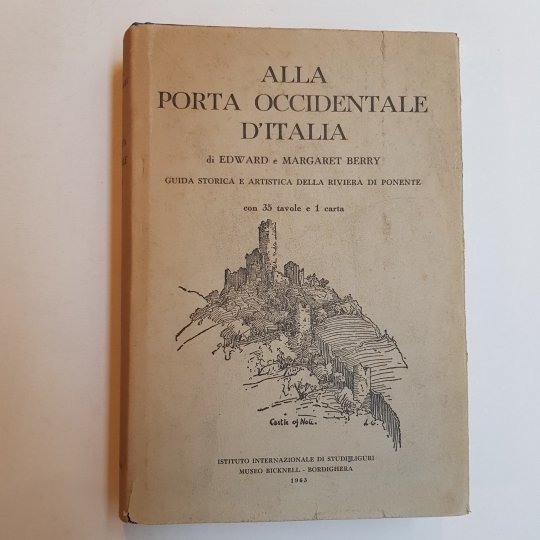 ALLA
PORTA OCCIDENTALE
D'ITALIA
di EDWARD e MARGARET BERRY
GUIDA STORICA E ARTISTICA DELLA RIVIERA DI PONENTE
con 35 tavole e 1 carta
Castle of Noli.
ISTITUTO INTERNAZIONALE DI STUDI LIGURI
MUSEO BICKNELL - BORDIGHERA
1963